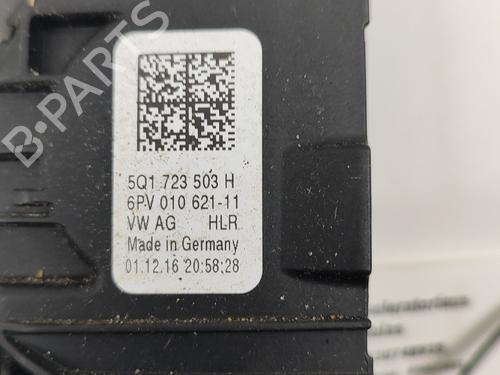 B-PARTS
5Q1 723 503 H
6PV 010 621-11
VW AG HLR
Made in Germany
01.12.16 20:58:28